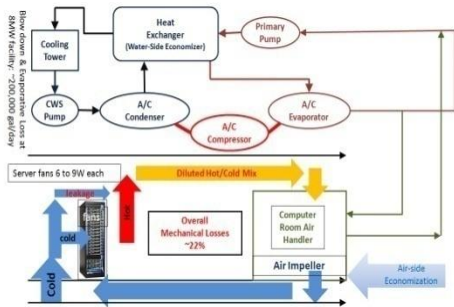 Blow down & Evaporative Loss at
8MW facility: ~200,000 gal/day
Cooling
Tower
Heat
Exchanger
(Water-Side Economizer)
Primary
Pump
CWS
Pump
A/C
Condenser
A/C
Compressor
A/C
Evaporator
Server fans 6 to 9W each
Diluted Hot/Cold Mix
leakage
fans
cold
Cold
Hot
Overall
Mechanical Losses
~22%
Computer
Room Air
Handler
Air Impeller
Air-side
Economization